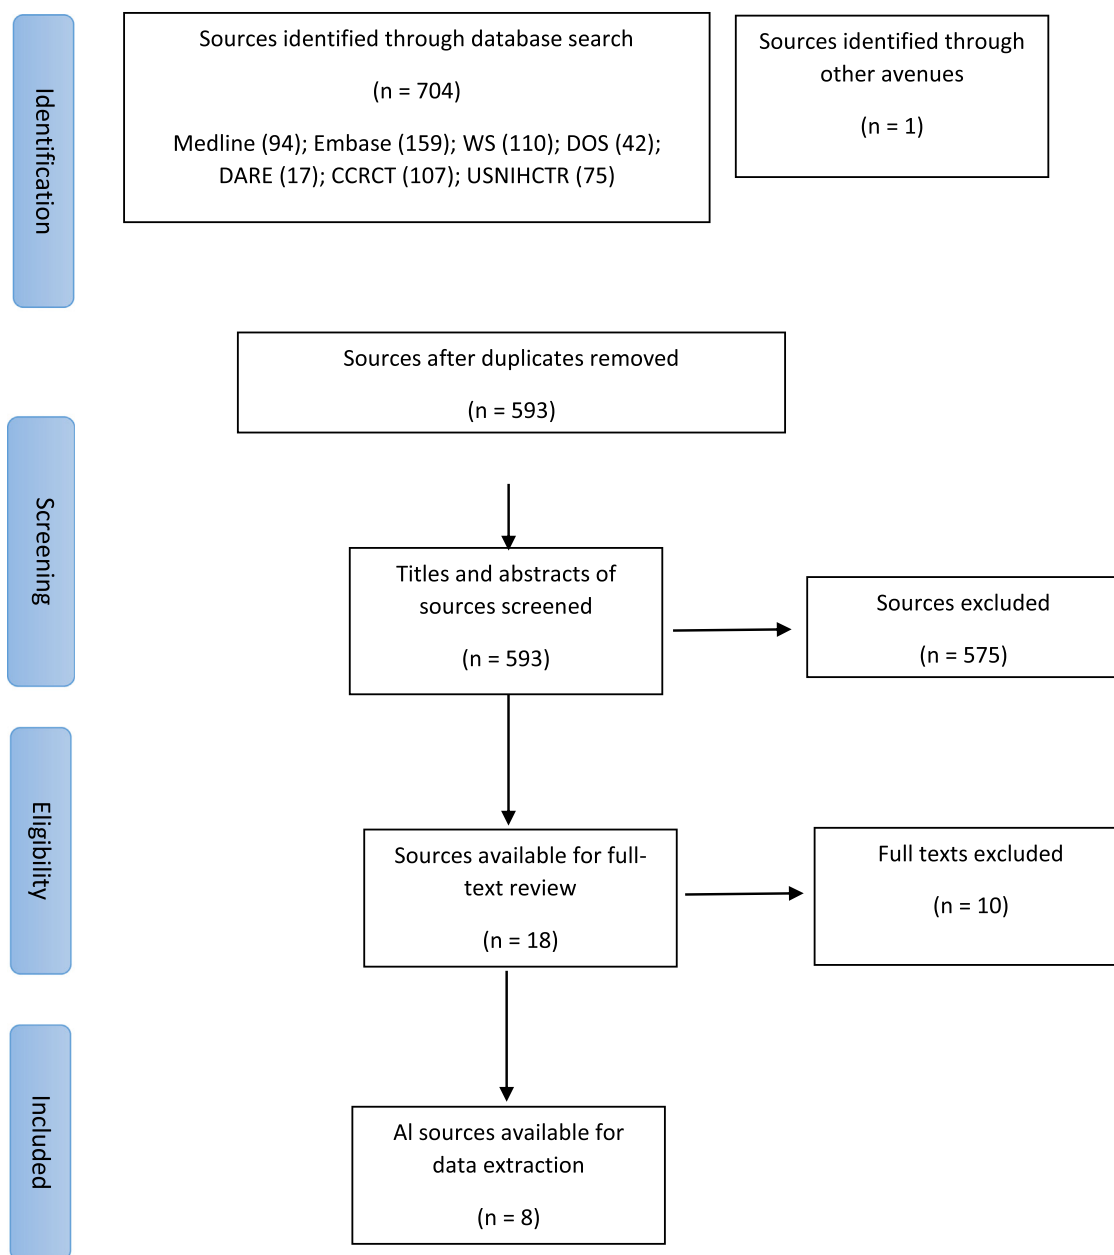 Identification
Sources identified through database search
(n = 704)
Medline (94); Embase (159); WS (110); DOS (42);
DARE (17); CCRCT (107); USNIHCTR (75)
Sources identified through
other avenues
(n = 1)
Sources after duplicates removed
(n = 593)
Screening
Titles and abstracts of
sources screened
(n = 593)
Sources excluded
(n = 575)
Eligibility
Sources available for full-
text review
(n = 18)
Full texts excluded
(n = 10)
Included
Al sources available for
data extraction
(n = 8)